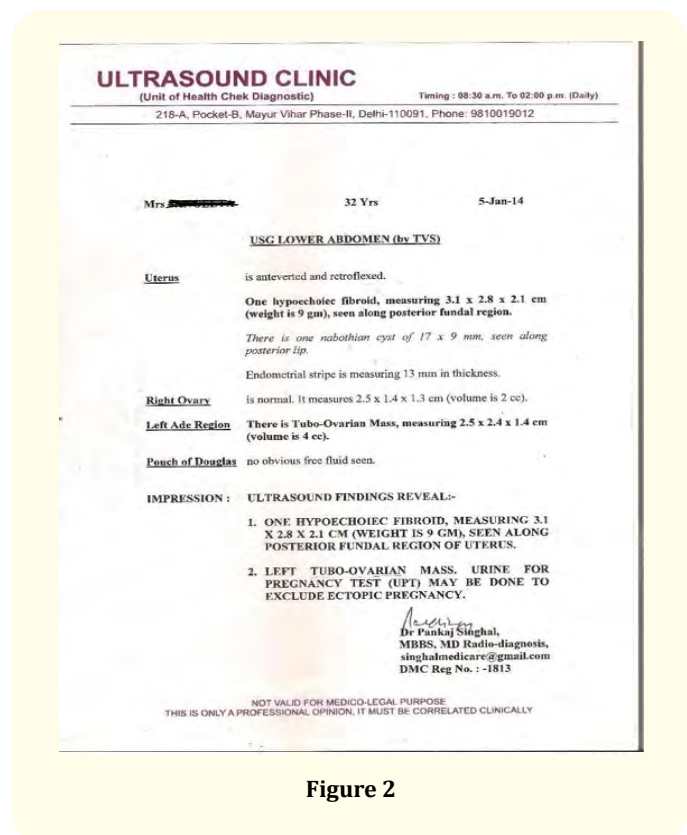 ULTRASOUND CLINIC
(Unit of Health Chek Diagnostic)
Timing : 08:30 a.m. To 02:00 p.m. (Daily)
218-A, Pocket-B, Mayur Vihar Phase-II, Delhi-110091, Phone: 9810019012
Mrs 32 Yrs 5-Jan-14
USG LOWER ABDOMEN (by TVS)
Uterus is anteverted and retroflexed.
One hypoechoiec fibroid, measuring 3.1 x 2.8 x 2.1 cm
(weight is 9 gm), seen along posterior fundal region.
There is one nabothian cyst of 17 x 9 mm, seen along
posterior lip.
Endometrial stripe is measuring 13 mm in thickness.
Right Ovary is normal. It measures 2.5 x 1.4 x 1.3 cm (volume is 2 cc).
Left Ade Region There is Tubo-Ovarian Mass, measuring 2.5 x 2.4 x 1.4 cm
(volume is 4 cc).
Pouch of Douglas no obvious free fluid seen.
IMPRESSION : ULTRASOUND FINDINGS REVEAL:-
1. ONE HYPOECHOIEC FIBROID, MEASURING 3.1
X 2.8 X 2.1 CM (WEIGHT IS 9 GM), SEEN ALONG
POSTERIOR FUNDAL REGION OF UTERUS.
2. LEFT TUBO-OVARIAN MASS. URINE FOR
PREGNANCY TEST (UPT) MAY BE DONE TO
EXCLUDE ECTOPIC PREGNANCY.
Dr Pankaj Singhal,
MBBS, MD Radio-diagnosis,
singhalmedicare@gmail.com
DMC Reg No. : -1813
NOT VALID FOR MEDICO-LEGAL PURPOSE
THIS IS ONLY A PROFESSIONAL OPINION, IT MUST BE CORRELATED CLINICALLY
Figure 2